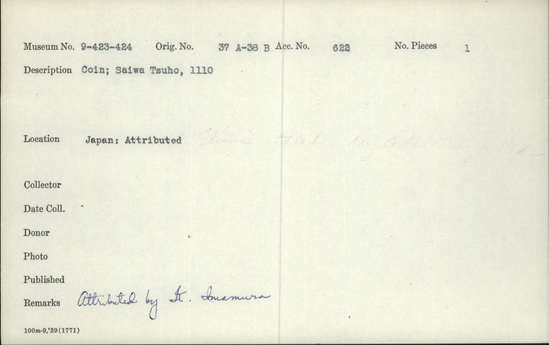 Museum No. 9-423-424 Orig. No. 37 A-38 B Acc. No. 622 No. Pieces 1
Description Coin; Saiwa Tsuho, 1110
Location Japan; Attributed
Collector
Date Coll.
Donor
Photo
Published
Remarks Attributed by K. Imamura
100m-9,'39(1771)